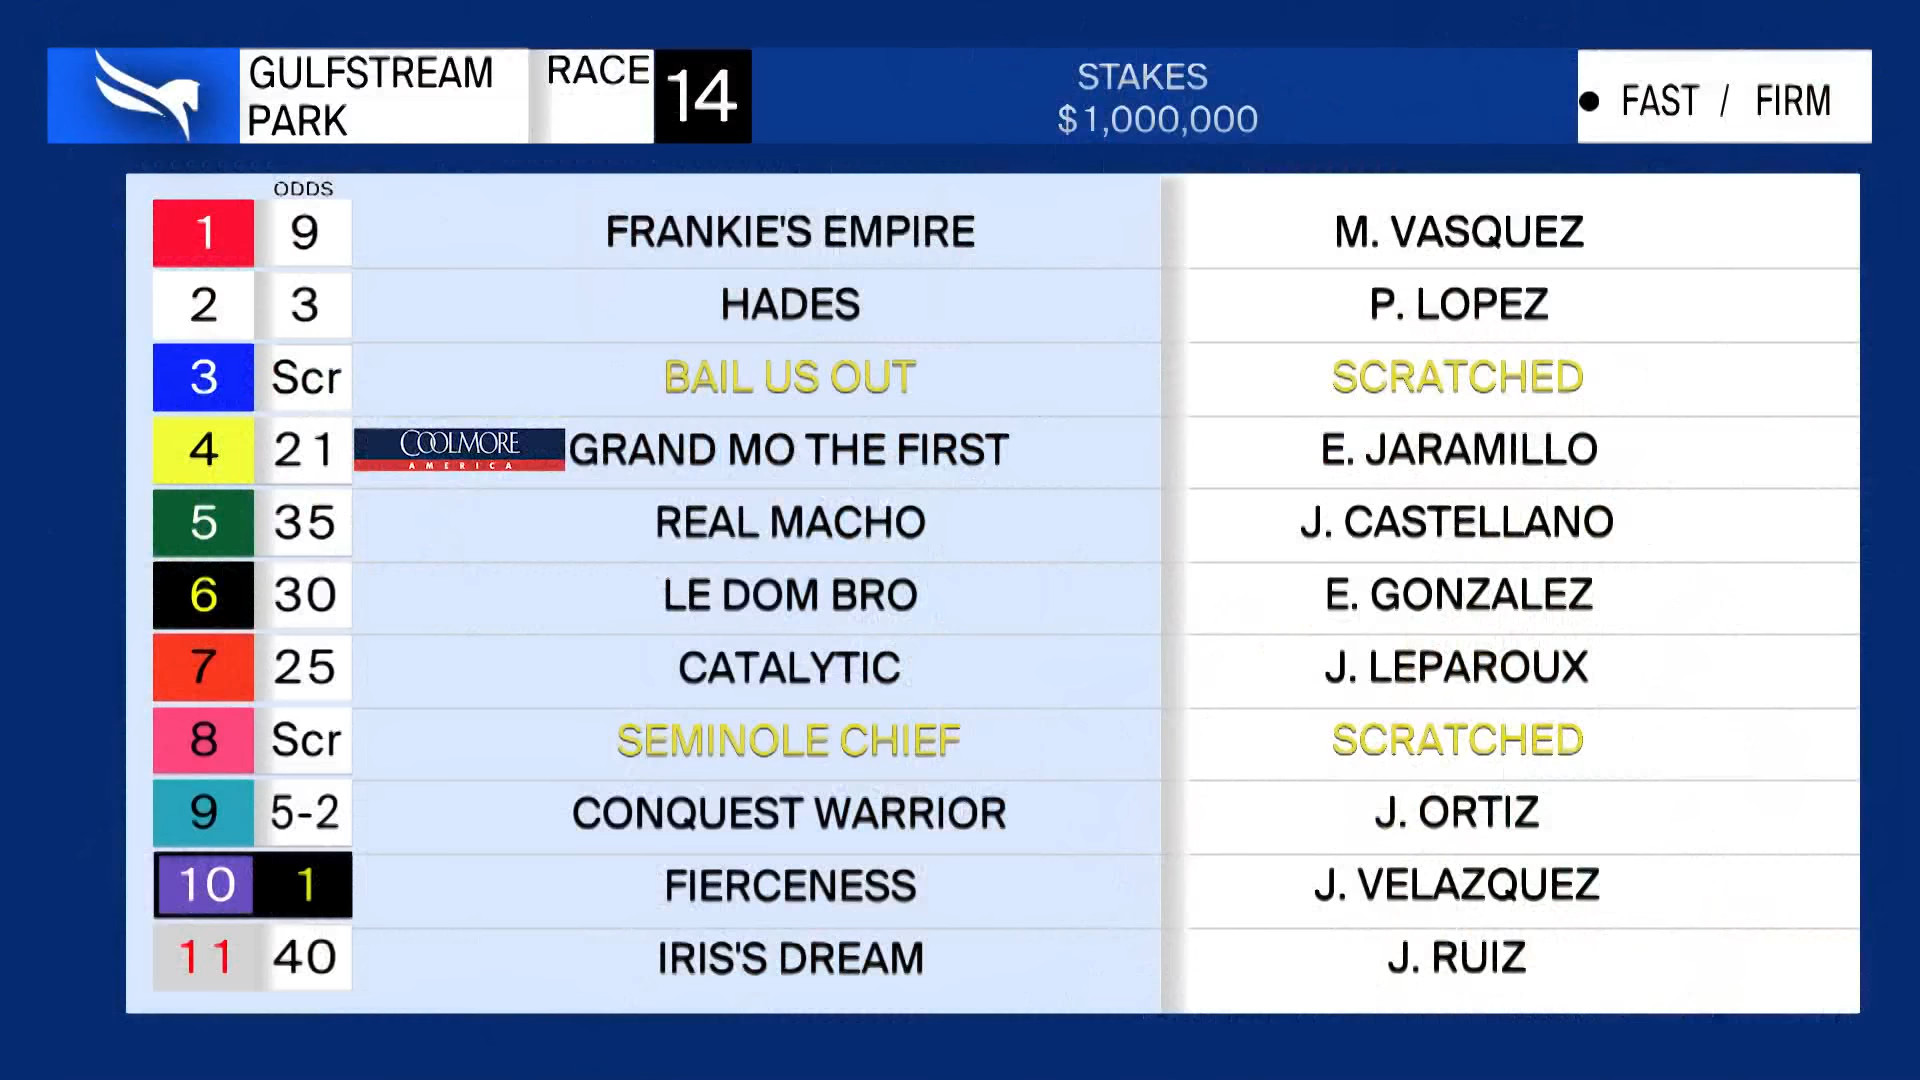 GULFSTREAM PARK RACE 14
STAKES
$1,000,000
• FAST / FIRM
ODDS
1 9 FRANKIE'S EMPIRE M. VASQUEZ
2 3 HADES P. LOPEZ
3 Scr BAIL US OUT SCRATCHED
4 21 COOLMORE AMERICA GRAND MO THE FIRST E. JARAMILLO
5 35 REAL MACHO J. CASTELLANO
6 30 LE DOM BRO E. GONZALEZ
7 25 CATALYTIC J. LEPAROUX
8 Scr SEMINOLE CHIEF SCRATCHED
9 5-2 CONQUEST WARRIOR J. ORTIZ
10 1 FIERCENESS J. VELAZQUEZ
11 40 IRIS'S DREAM J. RUIZ